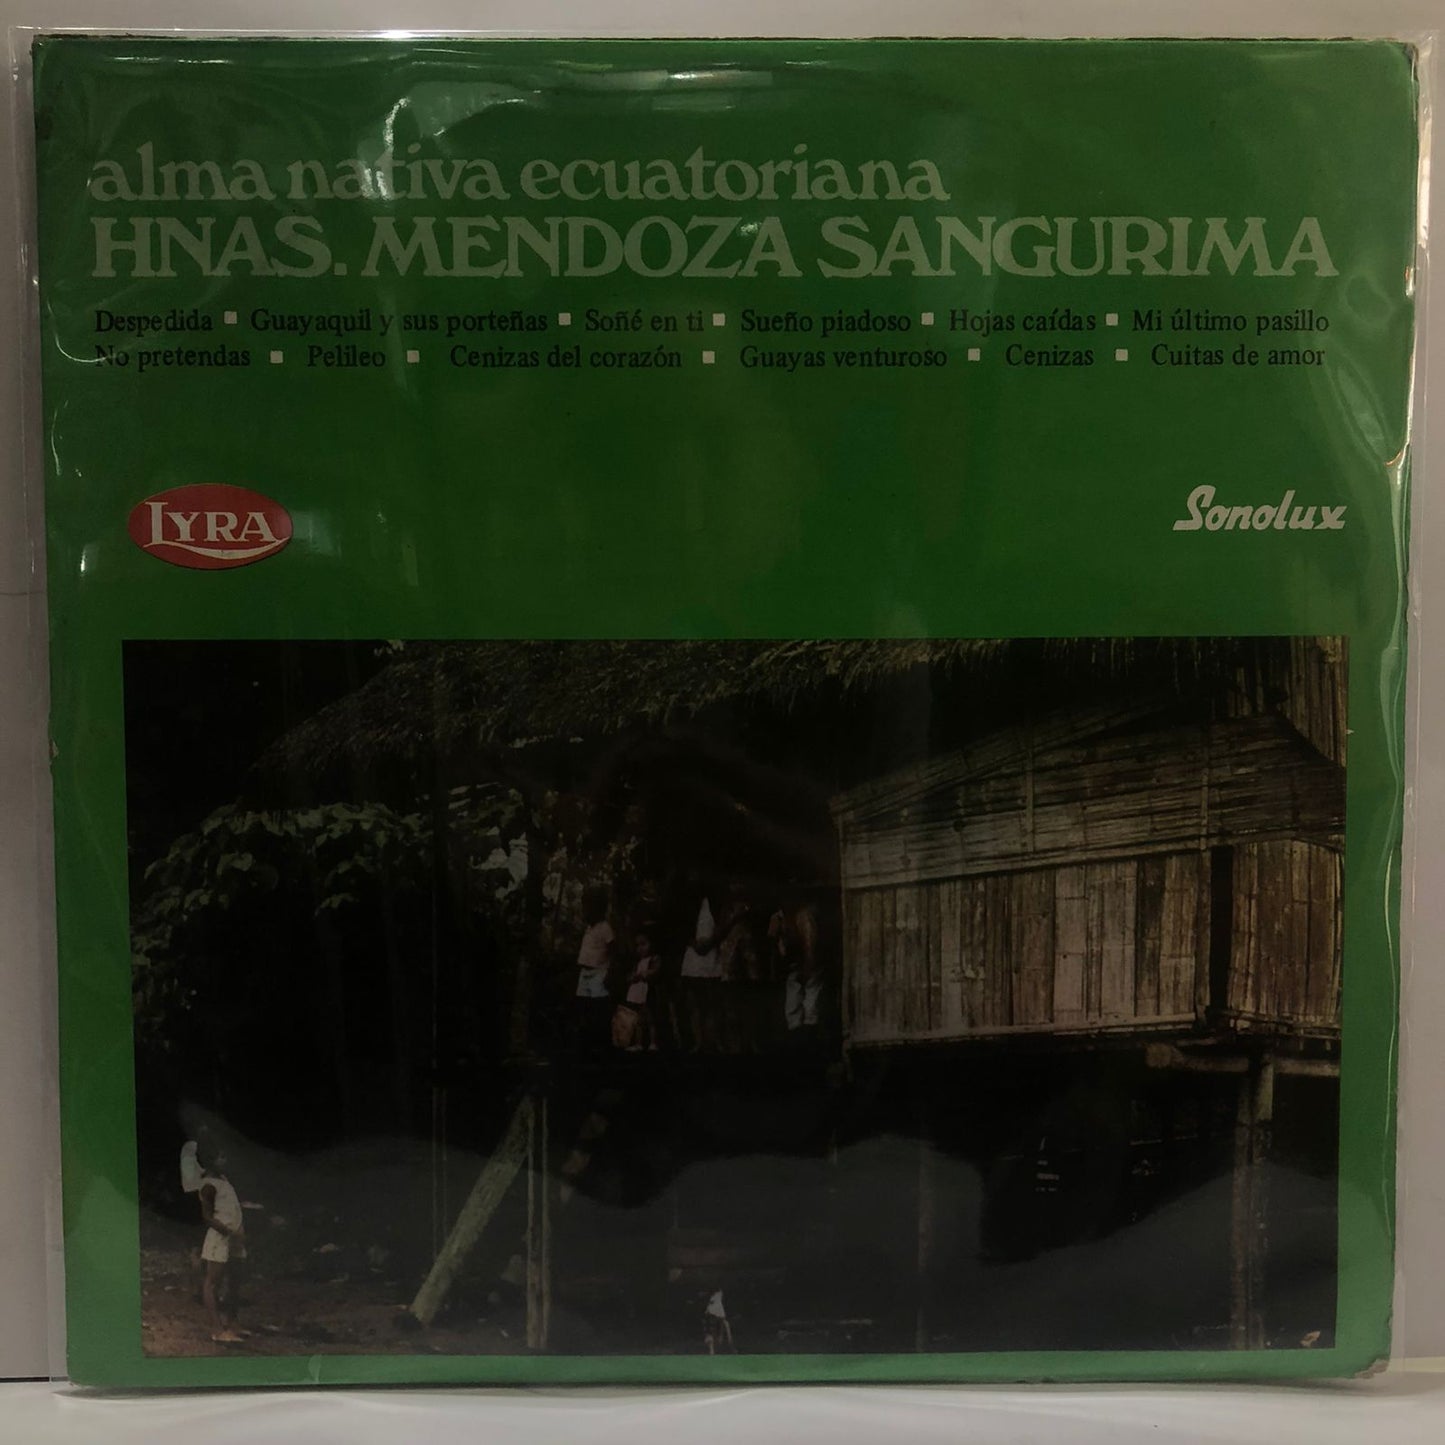 alma nativa ecuatoriana
HNAS. MENDOZA SANGURIMA
Despedida ▪ Guayaquil y sus porteñas ▪ Soñé en ti ▪ Sueño piadoso ▪ Hojas caídas ▪ Mi último pasillo
No pretendas ▪ Pelileo ▪ Cenizas del corazón ▪ Guayas venturoso ▪ Cenizas ▪ Cuitas de amor
LYRA
Sonolux